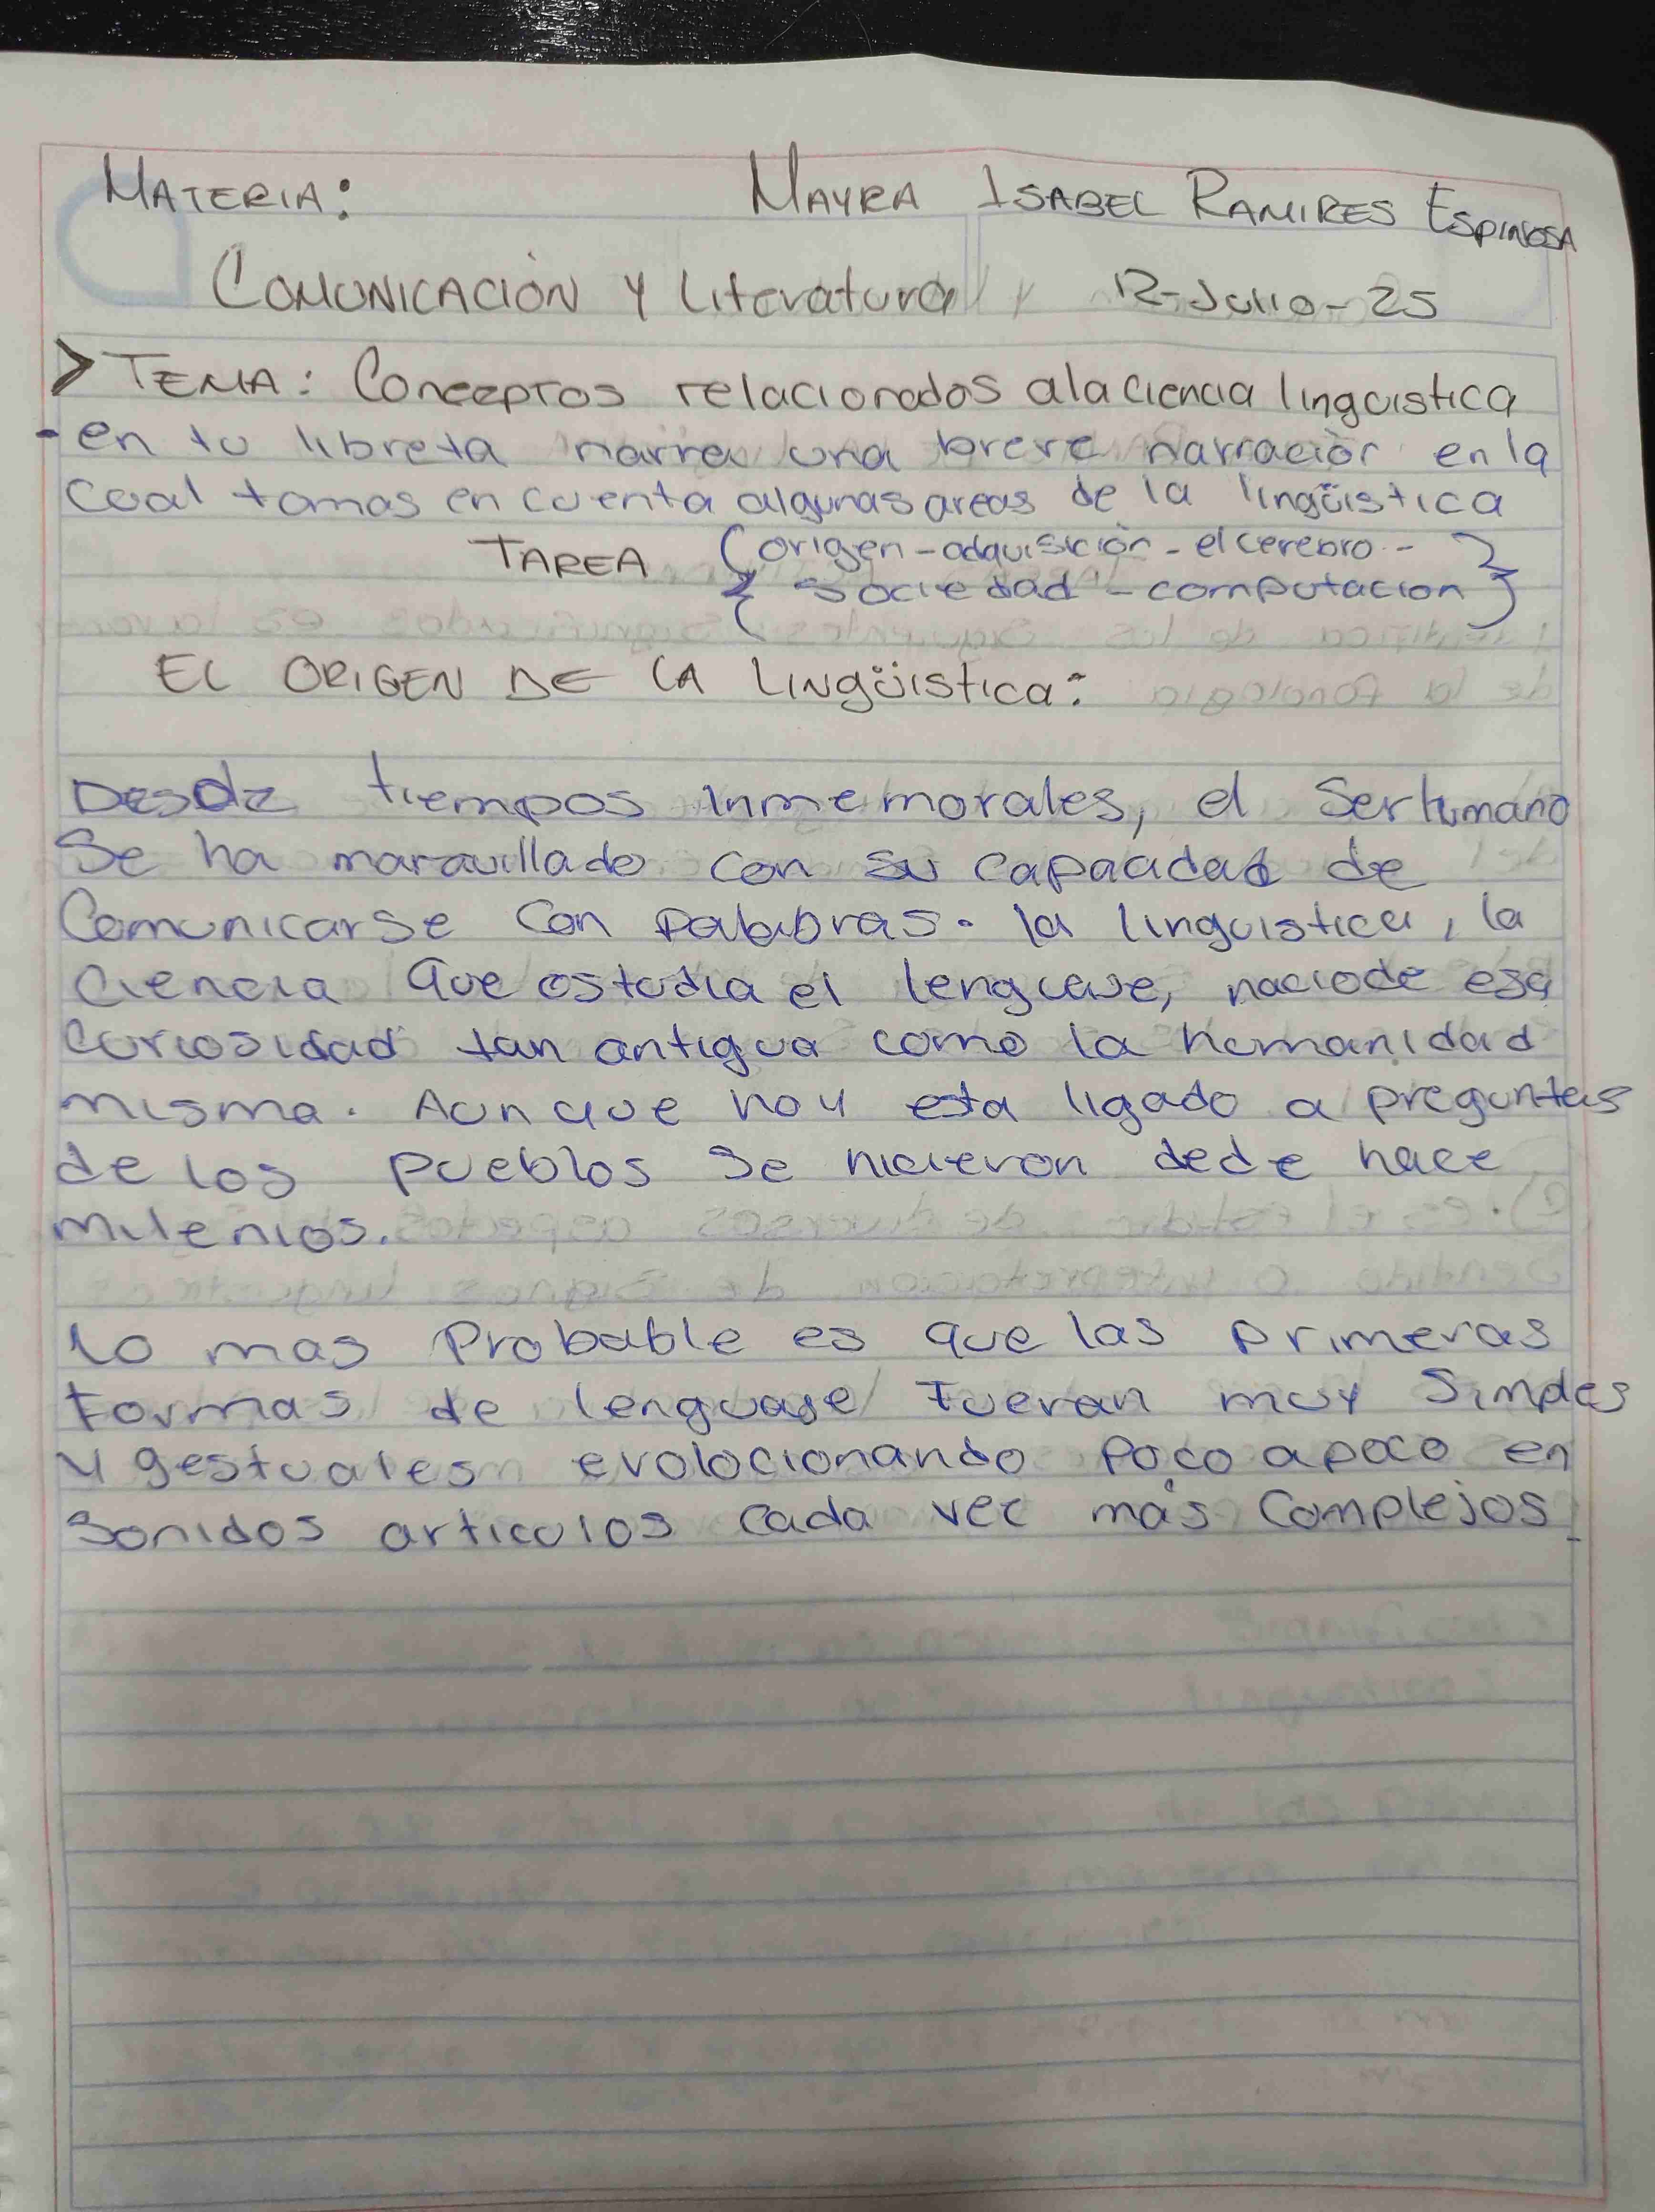 MATERIA: MAYRA ISABEL RAMIRES ESPINOSA
COMUNICACIÓN Y Literatura 12-Julio-25
> TEMA: Conceptos relacionados a la ciencia linguistica
- en tu libreta narra una breve narraciòn en la
cual tomas en cuenta algunas areas de la lingüistica
TAREA (origen - adquisición - el cerebro -
sociedad - computacion)
EL ORIGEN DE LA Lingüistica:
Desde tiempos inmemorales, el Ser humano
Se ha maravillado con su capacidad de
Comunicarse Con palabras. la linguistica, la
Ciencia que estudia el lenguaje, nacio de esa
curiosidad tan antigua como la humanidad
misma. Aunque hoy esta ligado a preguntas
de los pueblos se hicieron dede hace
milenios.
lo mas Probable es que las primeras
formas de lenguaje fueran muy Simples
y gestuales evolocionando poco a poco en
Sonidos articulos cada vec más Complejos.